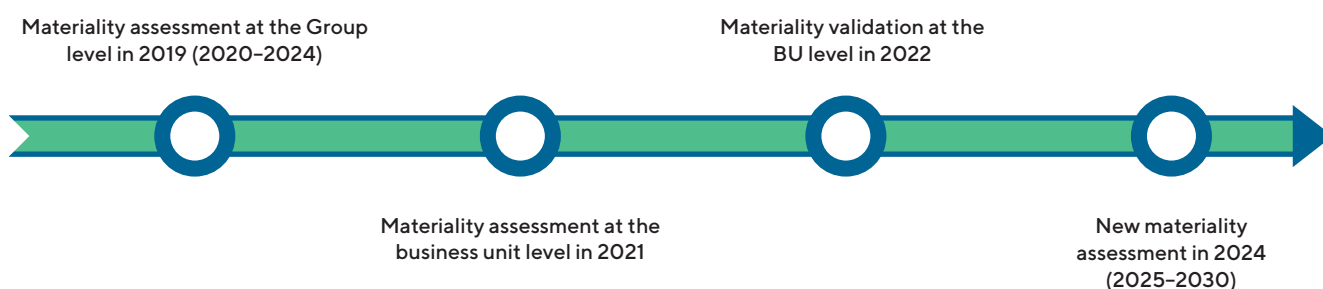 Materiality assessment at the Group
level in 2019 (2020–2024)
Materiality assessment at the
business unit level in 2021
Materiality validation at the
BU level in 2022
New materiality
assessment in 2024
(2025–2030)